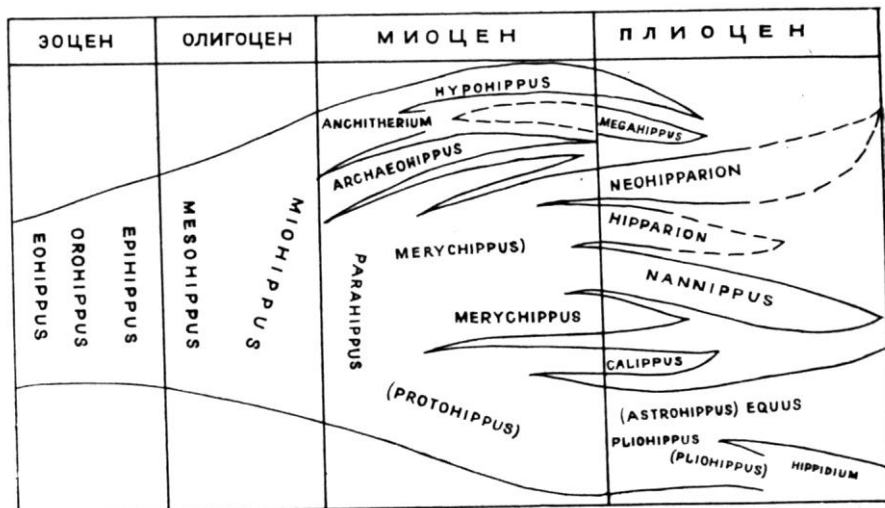 ЗОЦЕН
ОЛИГОЦЕН
МИОЦЕН
ПЛИОЦЕН
EOHIPPUS
OROHIPPUS
EPIHIPPUS
MESOHIPPUS
MIOHIPPUS
HYPOHIPPUS
ANCHITHERIUM
MEGAHIPPUS
ARCHAEOHIPPUS
NEOHIPPARION
HIPPARION
PARAHIPPUS
MERYCHIPPUS)
NANNIPPUS
MERYCHIPPUS
CALIPPUS
(PROTOHIPPUS)
(ASTROHIPPUS) EQUUS
PLIOHIPPUS
(PLIOHIPPUS)
HIPPIDIUM